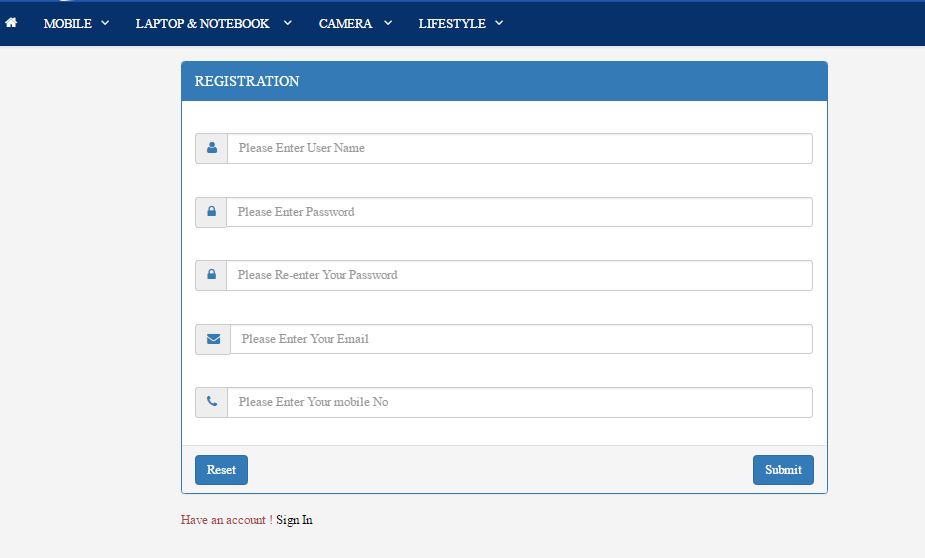 MOBILE LAPTOP & NOTEBOOK CAMERA LIFESTYLE
REGISTRATION
Please Enter User Name
Please Enter Password
Please Re-enter Your Password
Please Enter Your Email
Please Enter Your mobile No
Reset Submit
Have an account ! Sign In